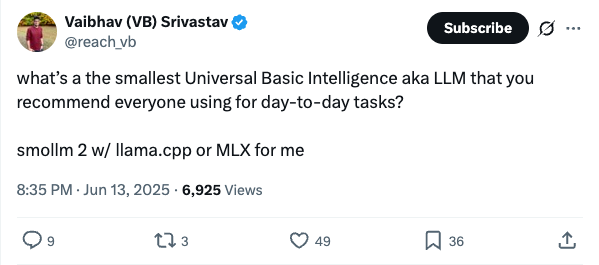 Vaibhav (VB) Srivastav
@reach_vb
Subscribe
what's a the smallest Universal Basic Intelligence aka LLM that you
recommend everyone using for day-to-day tasks?
smollm 2 w/ llama.cpp or MLX for me
8:35 PM · Jun 13, 2025 · 6,925 Views
9
3
49
36